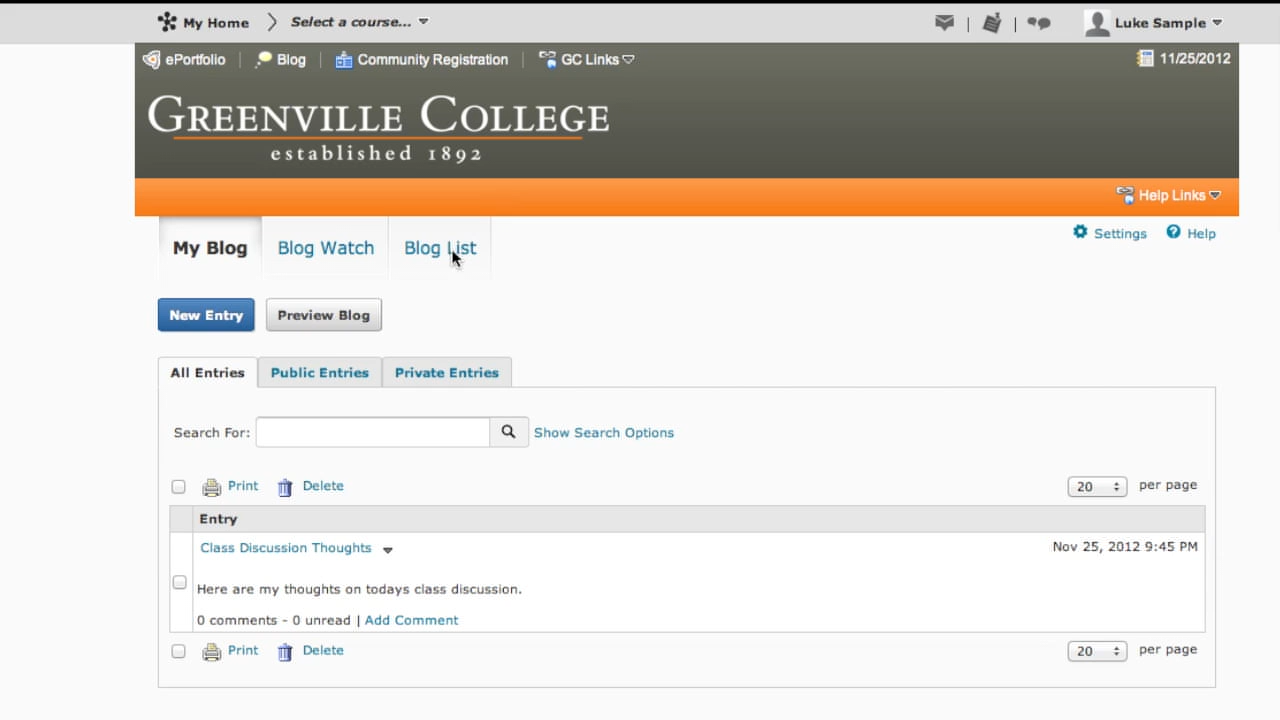 My Home Select a course... Luke Sample
ePortfolio | Blog | Community Registration | GC Links 11/25/2012
GREENVILLE COLLEGE
established 1892
Help Links
My Blog Blog Watch Blog List Settings Help
New Entry Preview Blog
All Entries Public Entries Private Entries
Search For: Show Search Options
Print Delete 20 per page
Entry
Class Discussion Thoughts Nov 25, 2012 9:45 PM
Here are my thoughts on todays class discussion.
0 comments - 0 unread | Add Comment
Print Delete 20 per page